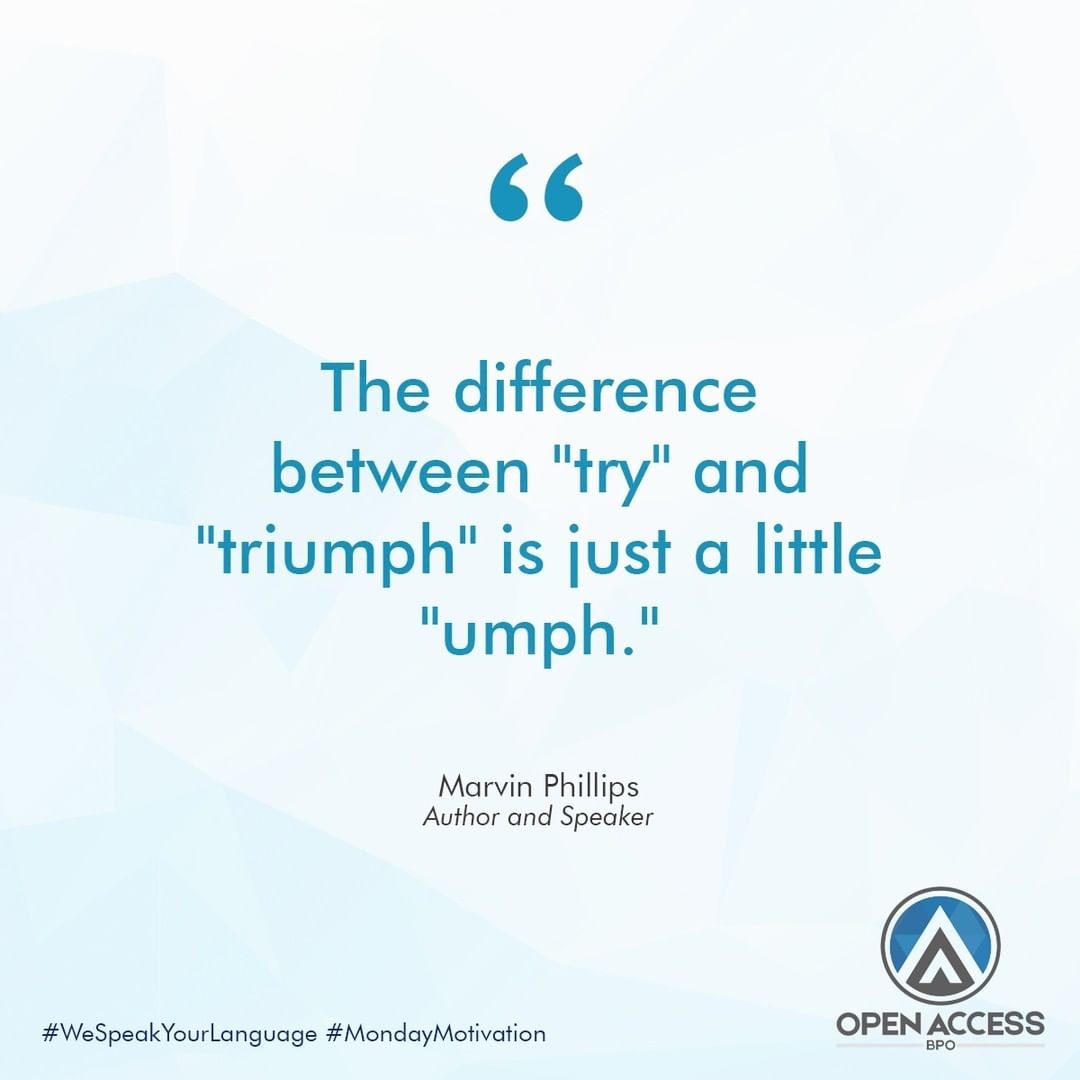 “
The difference
between "try" and
"triumph" is just a little
"umph."
Marvin Phillips
Author and Speaker
#WeSpeakYourLanguage #MondayMotivation
OPEN ACCESS
BPO